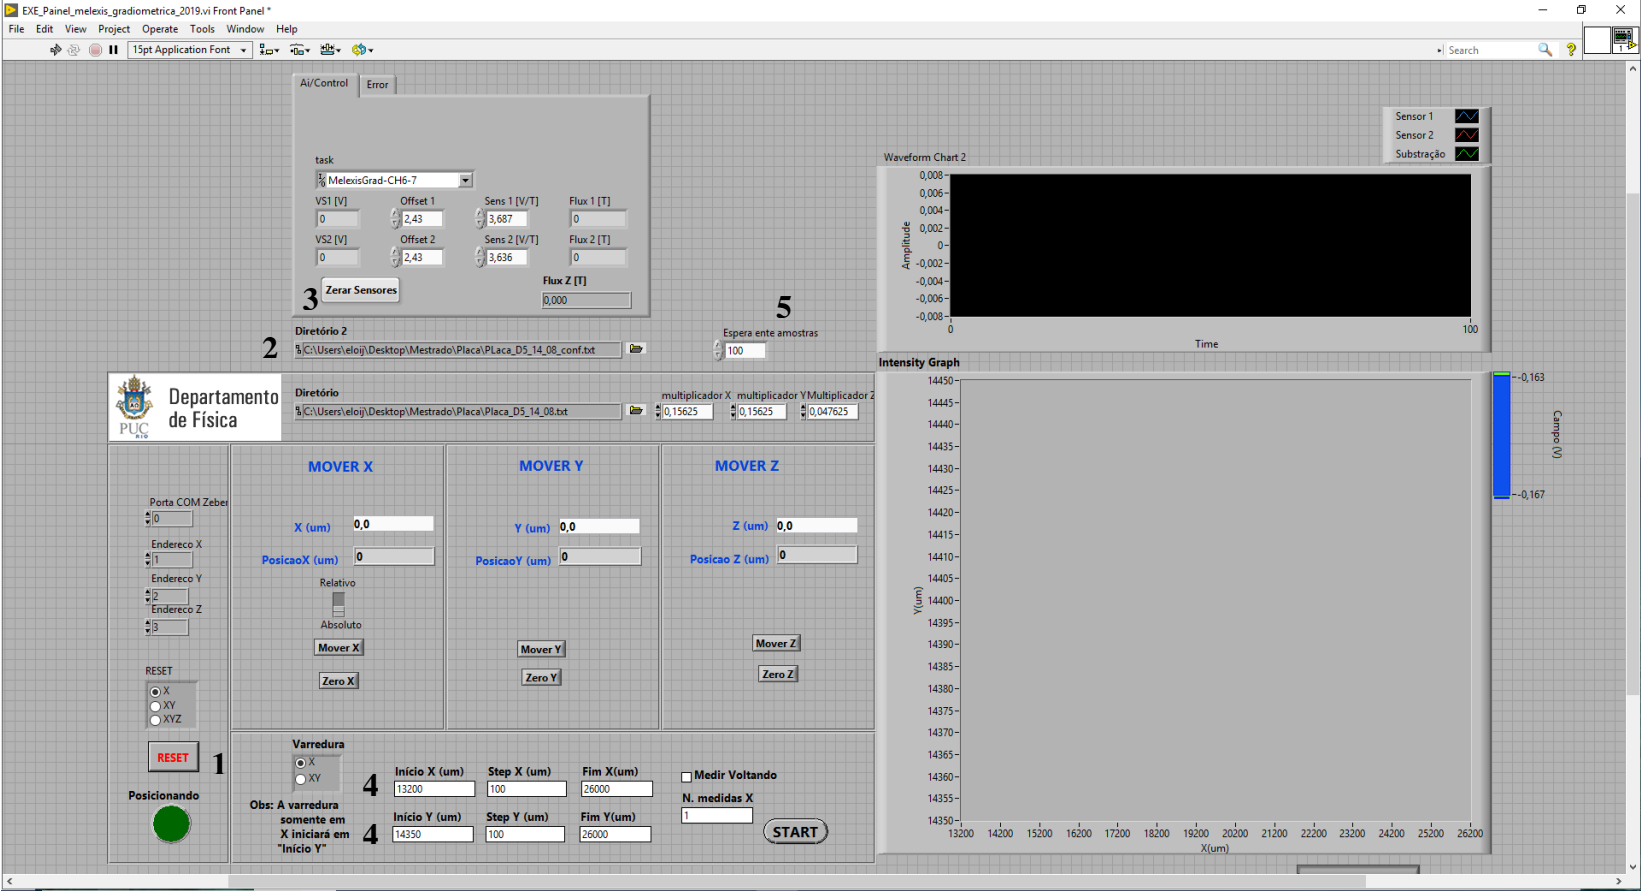 EXE_Painel_melexis_gradiometrica_2019.vi Front Panel *
File Edit View Project Operate Tools Window Help
15pt Application Font
Search
1
Ai/Control Error
task
MelexisGrad-CH6-7
VS1 [V] Offset 1 Sens 1 [V/T] Flux 1 [T]
0 2,43 3,687 0
VS2 [V] Offset 2 Sens 2 [V/T] Flux 2 [T]
0 2,43 3,636 0
3 Zerar Sensores
Flux Z [T]
0,000
Diretório 2
2 C:\Users\eloij\Desktop\Mestrado\Placa\PLaca_D5_14_08_conf.txt
5
Espera ente amostras
100
PUC
RIO
Departamento
de Física
Diretório
C:\Users\eloij\Desktop\Mestrado\Placa\Placa_D5_14_08.txt
multiplicador X multiplicador Y Multiplicador Z
0,15625 0,15625 0,047625
Porta COM Zeber
0
Endereco X
1
Endereco Y
2
Endereco Z
3
RESET
X
XY
XYZ
RESET 1
Posicionando
MOVER X
X (um) 0,0
PosicaoX (um) 0
Relativo
Absoluto
Mover X
Zero X
MOVER Y
Y (um) 0,0
PosicaoY (um) 0
Mover Y
Zero Y
MOVER Z
Z (um) 0,0
Posicao Z (um) 0
Mover Z
Zero Z
Varredura
X
XY
Obs: A varredura
somente em
X iniciará em
"Início Y"
4
Início X (um) Step X (um) Fim X(um)
13200 100 26000
4
Início Y (um) Step Y (um) Fim Y(um)
14350 100 26000
Medir Voltando
N. medidas X
1
START
Sensor 1
Sensor 2
Substração
Waveform Chart 2
0,008
0,006
0,004
0,002
0
-0,002
-0,004
-0,006
-0,008
Amplitude
0 100
Time
Intensity Graph
14450
14445
14440
14435
14430
14425
14420
14415
14410
14405
14400
14395
14390
14385
14380
14375
14370
14365
14360
14355
14350
Y(um)
13200 14200 15200 16200 17200 18200 19200 20200 21200 22200 23200 24200 25200 26200
X(um)
-0,163
-0,167
Campo (V)